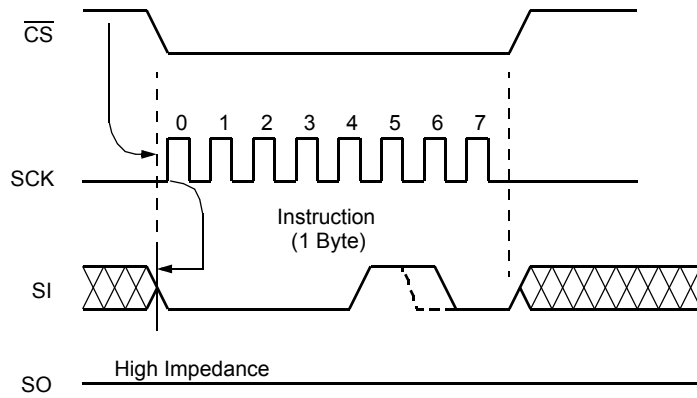 CS
0 1 2 3 4 5 6 7
SCK
Instruction
(1 Byte)
SI
High Impedance
SO